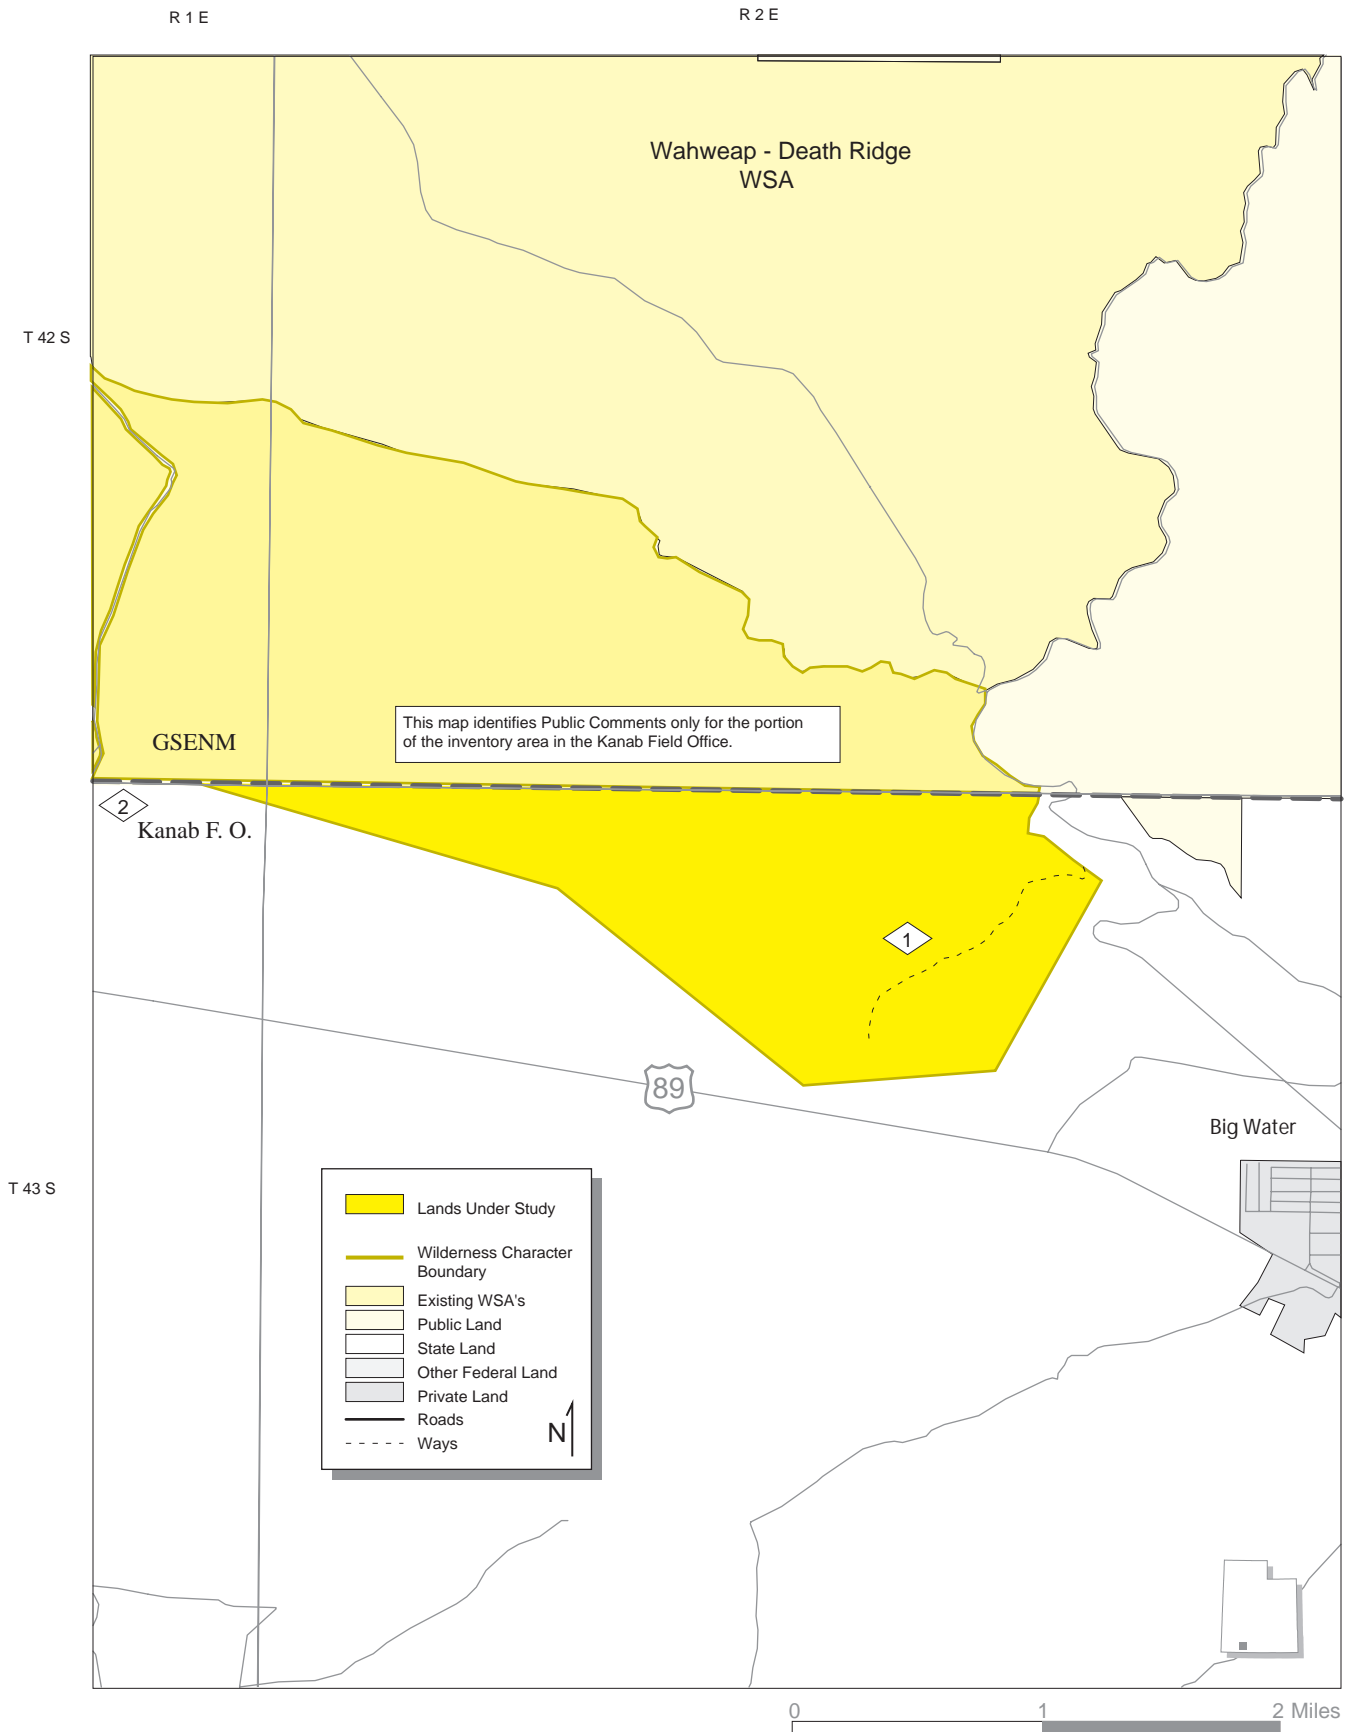 R 1 E
R 2 E
Wahweap - Death Ridge
WSA
T 42 S
This map identifies Public Comments only for the portion
of the inventory area in the Kanab Field Office.
GSENM
2
Kanab F. O.
1
89
Big Water
T 43 S
Lands Under Study
Wilderness Character
Boundary
Existing WSA's
Public Land
State Land
Other Federal Land
Private Land
Roads
Ways
N
0 1 2 Miles